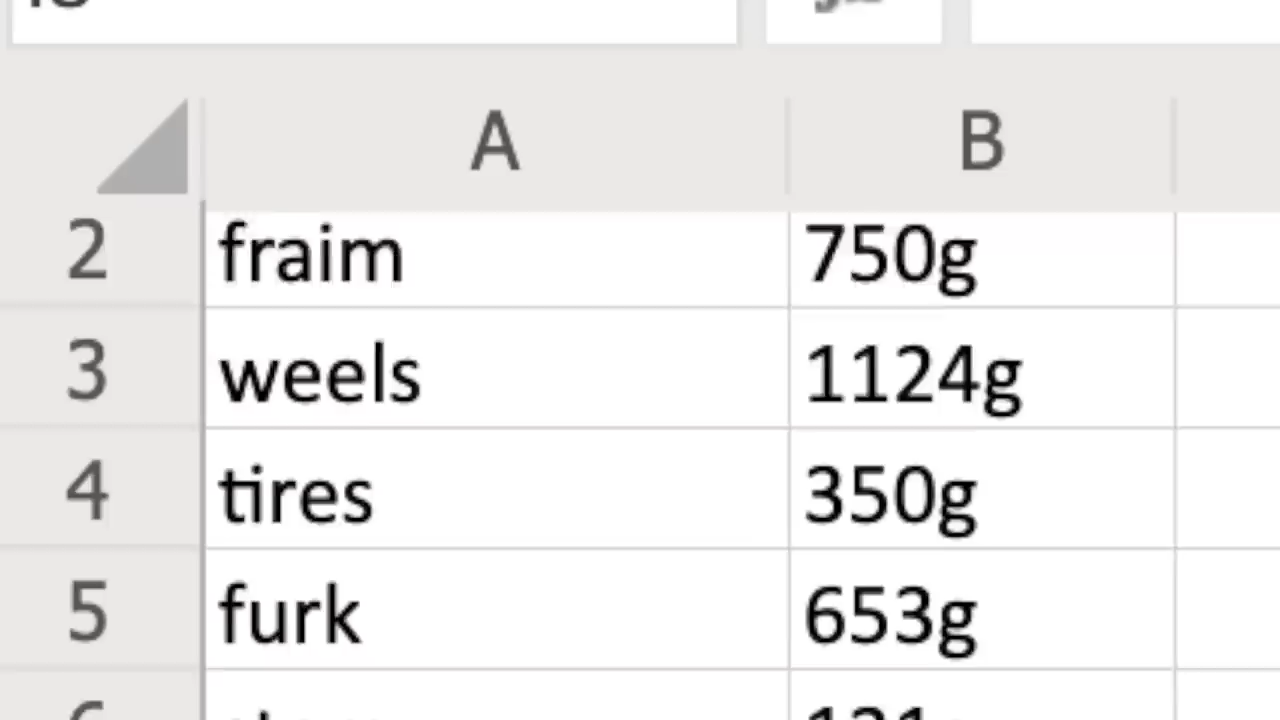 A B
2 fraim 750g
3 weels 1124g
4 tires 350g
5 furk 653g